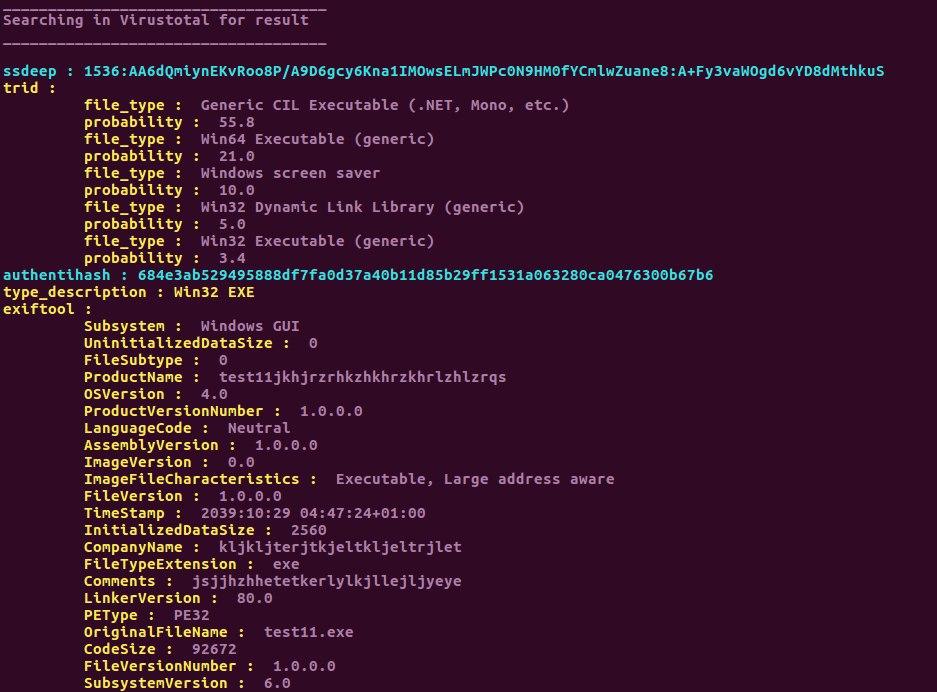 Searching in Virustotal for result
ssdeep : 1536:AA6dQmiynEKvRoo8P/A9D6gcy6Kna1IMOwsELmJWPc0N9HM0fYCmlwZuane8:A+Fy3vaWOgd6vYD8dMthkuS
trid :
file_type : Generic CIL Executable (.NET, Mono, etc.)
probability : 55.8
file_type : Win64 Executable (generic)
probability : 21.0
file_type : Windows screen saver
probability : 10.0
file_type : Win32 Dynamic Link Library (generic)
probability : 5.0
file_type : Win32 Executable (generic)
probability : 3.4
authentihash : 684e3ab529495888df7fa0d37a40b11d85b29ff1531a063280ca0476300b67b6
type_description : Win32 EXE
exiftool :
Subsystem : Windows GUI
UninitializedDataSize : 0
FileSubtype : 0
ProductName : test11jkhjrzrhkzhkhrzkhrlzhlzrqs
OSVersion : 4.0
ProductVersionNumber : 1.0.0.0
LanguageCode : Neutral
AssemblyVersion : 1.0.0.0
ImageVersion : 0.0
ImageFileCharacteristics : Executable, Large address aware
FileVersion : 1.0.0.0
TimeStamp : 2039:10:29 04:47:24+01:00
InitializedDataSize : 2560
CompanyName : kljkljterjtkjeltkljeltrjlet
FileTypeExtension : exe
Comments : jsjjhzhhetetkerlylkjllejljyeye
LinkerVersion : 80.0
PEType : PE32
OriginalFileName : test11.exe
CodeSize : 92672
FileVersionNumber : 1.0.0.0
SubsystemVersion : 6.0